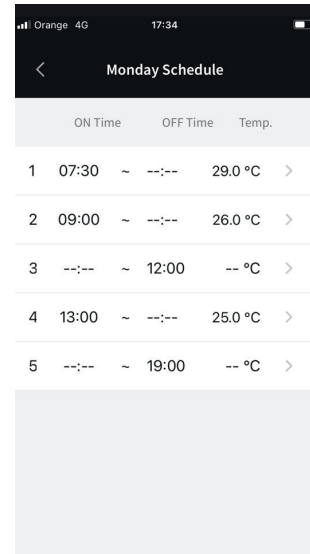 Orange 4G 17:34
Monday Schedule
ON Time OFF Time Temp.
1 07:30 ~ --:-- 29.0 °C
2 09:00 ~ --:-- 26.0 °C
3 --:-- ~ 12:00 -- °C
4 13:00 ~ --:-- 25.0 °C
5 --:-- ~ 19:00 -- °C